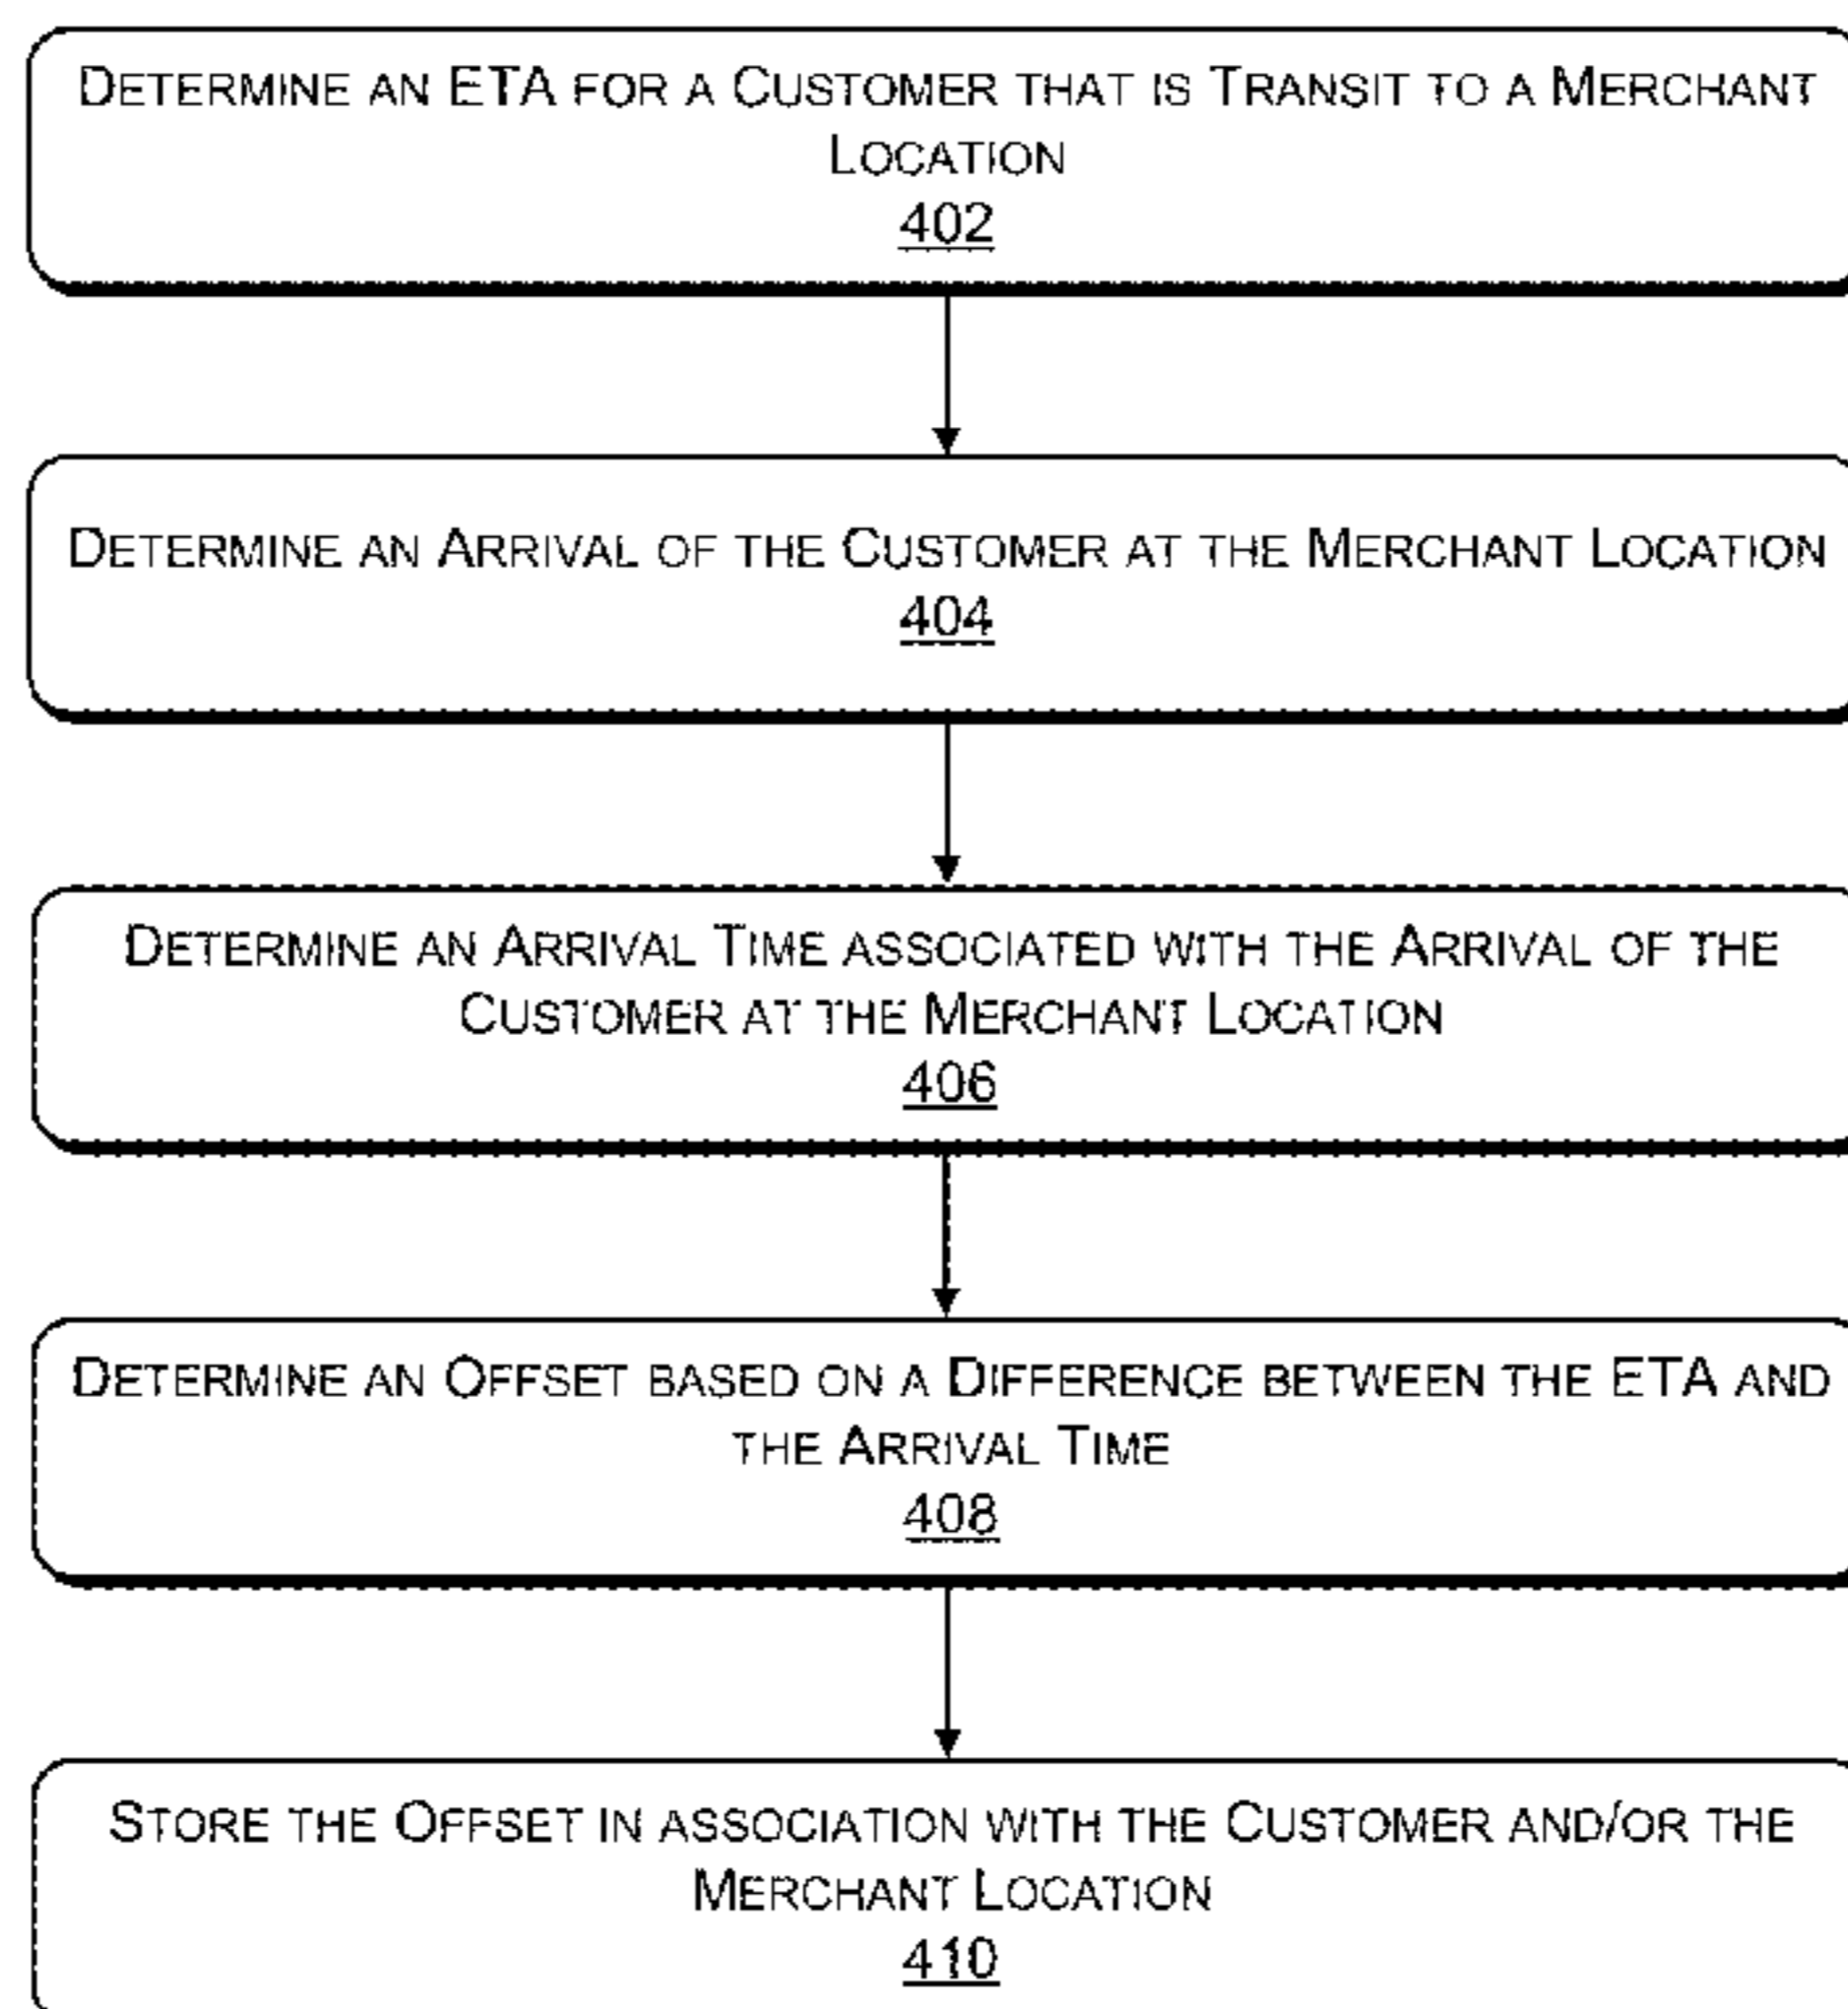 DETERMINE AN ETA FOR A CUSTOMER THAT IS TRANSIT TO A MERCHANT
LOCATION
402
DETERMINE AN ARRIVAL OF THE CUSTOMER AT THE MERCHANT LOCATION
404
DETERMINE AN ARRIVAL TIME ASSOCIATED WITH THE ARRIVAL OF THE
CUSTOMER AT THE MERCHANT LOCATION
406
DETERMINE AN OFFSET BASED ON A DIFFERENCE BETWEEN THE ETA AND
THE ARRIVAL TIME
408
STORE THE OFFSET IN ASSOCIATION WITH THE CUSTOMER AND/OR THE
MERCHANT LOCATION
410